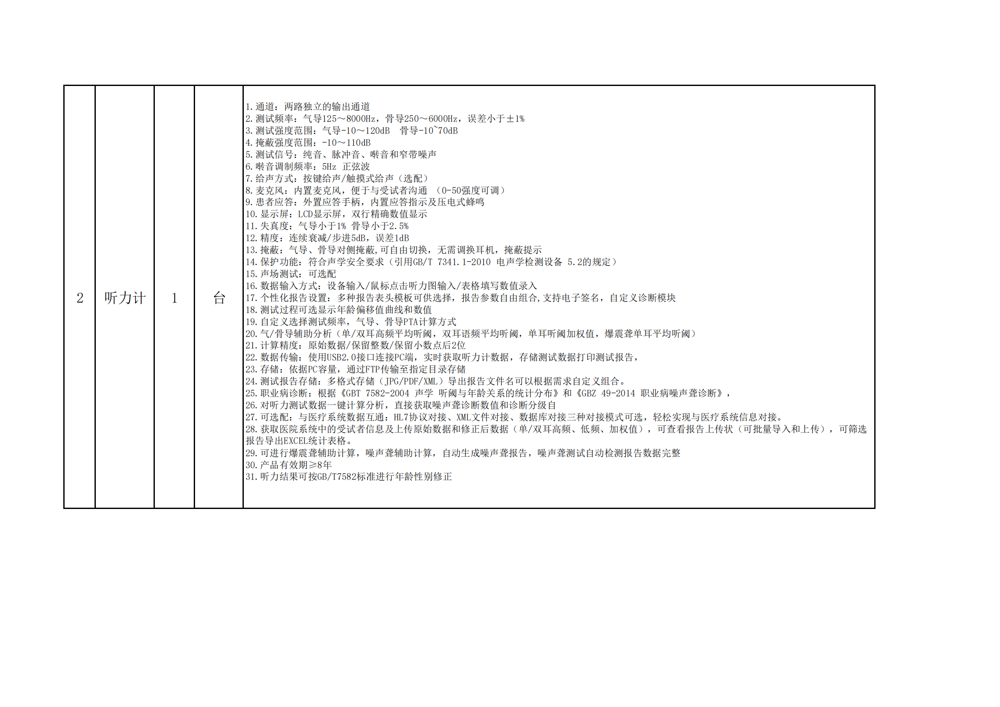 1.通道：两路独立的输出通道
2.测试频率：气导125～8000Hz，骨导250～6000Hz，误差小于±1%
3.测试强度范围：气导-10～120dB  骨导-10~70dB
4.掩蔽强度范围：-10～110dB
5.测试信号：纯音、脉冲音、啭音和窄带噪声
6.啭音调制频率：5Hz 正弦波
7.给声方式：按键给声/触摸式给声（选配）
8.麦克风：内置麦克风，便于与受试者沟通 （0-50强度可调）
9.患者应答：外置应答手柄，内置应答指示及压电式蜂鸣
10.显示屏：LCD显示屏，双行精确数值显示
11.失真度：气导小于1% 骨导小于2.5%
12.精度：连续衰减/步进5dB，误差1dB
13.掩蔽：气导、骨导对侧掩蔽,可自由切换，无需调换耳机，掩蔽提示
14.保护功能：符合声学安全要求（引用GB/T 7341.1-2010 电声学检测设备 5.2的规定）
15.声场测试：可选配
16.数据输入方式：设备输入/鼠标点击听力图输入/表格填写数值录入
2 听力计 1 台
17.个性化报告设置：多种报告表头模板可供选择，报告参数自由组合,支持电子签名，自定义诊断模块
18.测试过程可选显示年龄偏移值曲线和数值
19.自定义选择测试频率，气导、骨导PTA计算方式
20.气/骨导辅助分析（单/双耳高频平均听阈，双耳语频平均听阈，单耳听阈加权值，爆震聋单耳平均听阈）
21.计算精度：原始数据/保留整数/保留小数点后2位
22.数据传输：使用USB2.0接口连接PC端，实时获取听力计数据，存储测试数据打印测试报告，
23.存储：依据PC容量，通过FTP传输至指定目录存储
24.测试报告存储：多格式存储（JPG/PDF/XML）导出报告文件名可以根据需求自定义组合。
25.职业病诊断：根据《GBT 7582-2004 声学 听阈与年龄关系的统计分布》和《GBZ 49-2014 职业病噪声聋诊断》，
26.对听力测试数据一键计算分析，直接获取噪声聋诊断数值和诊断分级自
27.可选配：与医疗系统数据互通：HL7协议对接、XML文件对接、数据库对接三种对接模式可选，轻松实现与医疗系统信息对接。
28.获取医院系统中的受试者信息及上传原始数据和修正后数据（单/双耳高频、低频、加权值），可查看报告上传状（可批量导入和上传），可筛选
报告导出EXCEL统计表格。
29.可进行爆震聋辅助计算，噪声聋辅助计算，自动生成噪声聋报告，噪声聋测试自动检测报告数据完整
30.产品有效期≥8年
31.听力结果可按GB/T7582标准进行年龄性别修正